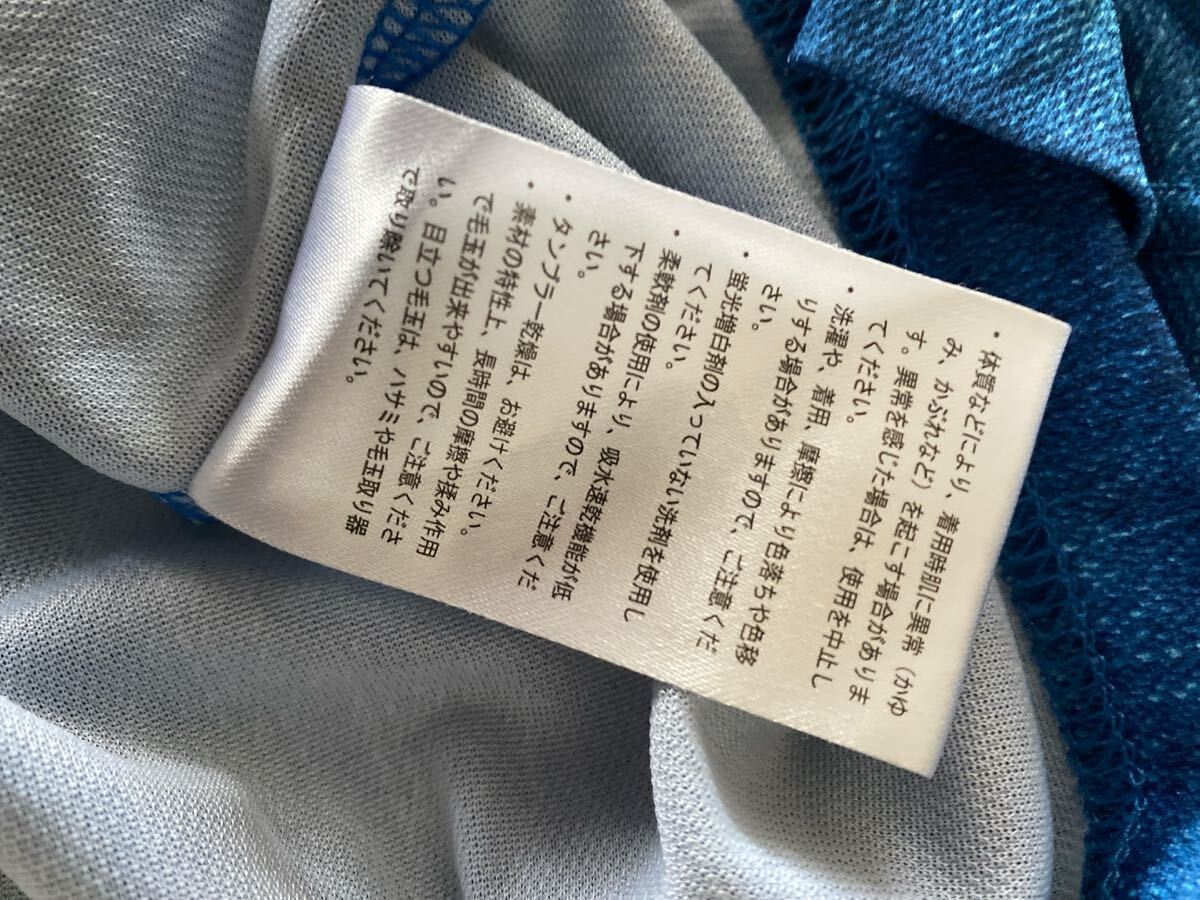 ・体質などにより、着用時肌に異常(かゆ
み、かぶれなど)を起こす場合がありま
す。異常を感じた場合は、使用を中止し
てください。
・洗濯や、着用、摩擦により色落ちや色移
りする場合がありますので、ご注意くだ
さい。
・蛍光増白剤の入っていない洗剤を使用し
てください。
・柔軟剤の使用により、吸水速乾機能が低
下する場合がありますので、ご注意くだ
さい。
・タンブラー乾燥は、お避けください。
・素材の特性上、長時間の摩擦や揉み作用
で毛玉が出来やすいので、ご注意くださ
い。目立つ毛玉は、ハサミや毛玉取り器
で取り除いてください。